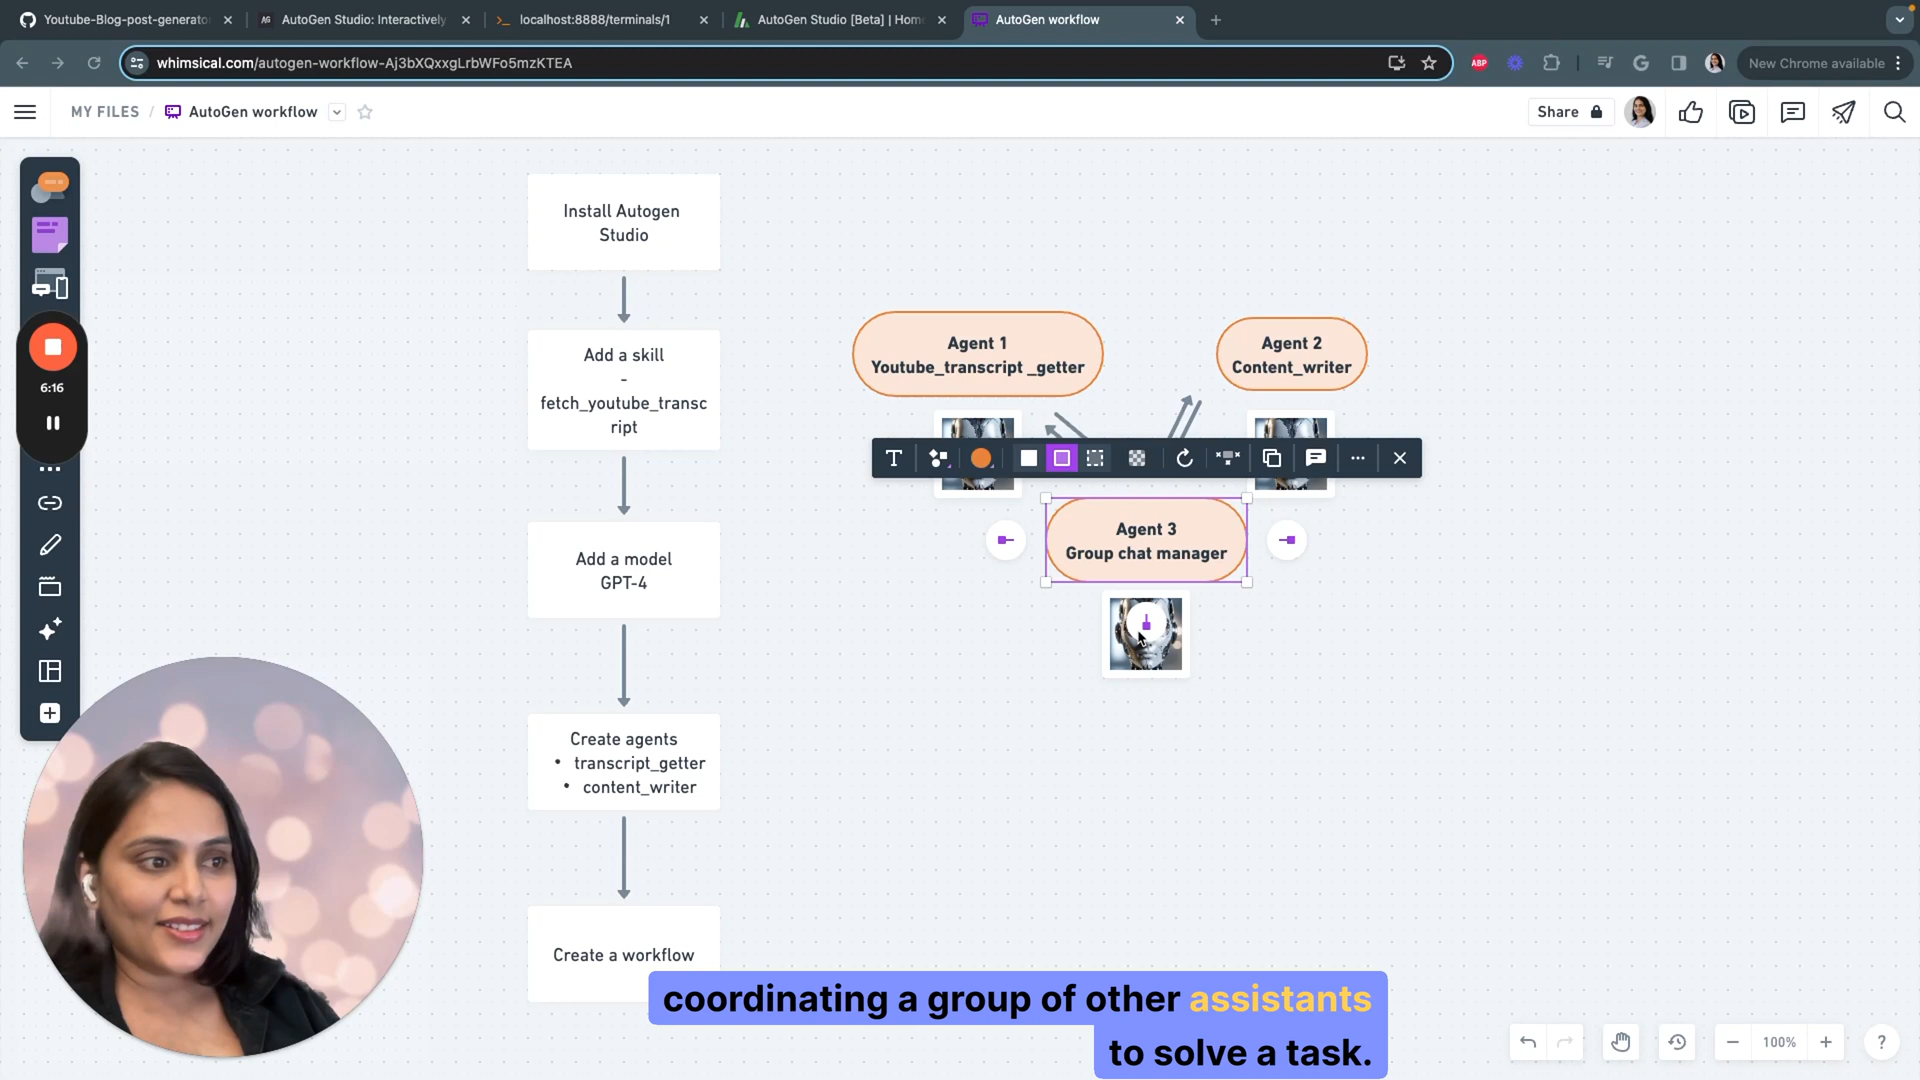 Youtube-Blog-post-generato
AutoGen Studio: Interactively
localhost:8888/terminals/1
AutoGen Studio [Beta] | Home
AutoGen workflow
whimsical.com/autogen-workflow-Aj3bXQxxgLrbWFo5mzKTEA
ABP
New Chrome available
MY FILES / AutoGen workflow
Share
Install Autogen
Studio
Add a skill
-
fetch_youtube_transc
ript
Add a model
GPT-4
Create agents
• transcript_getter
• content_writer
Create a workflow
Agent 1
Youtube_transcript _getter
Agent 2
Content_writer
T
Agent 3
Group chat manager
6:16
coordinating a group of other assistants
to solve a task.
100%
?